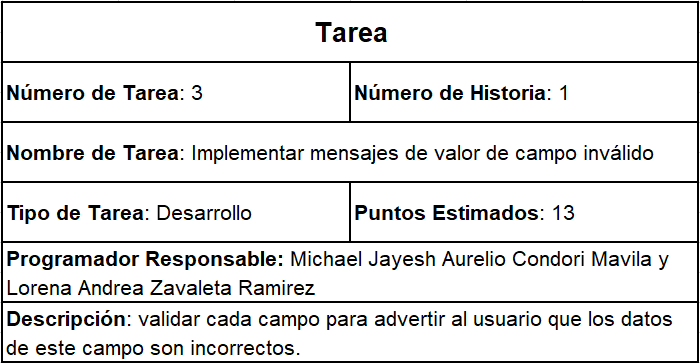 Tarea
Número de Tarea: 3
Número de Historia: 1
Nombre de Tarea: Implementar mensajes de valor de campo inválido
Tipo de Tarea: Desarrollo
Puntos Estimados: 13
Programador Responsable: Michael Jayesh Aurelio Condori Mavila y
Lorena Andrea Zavaleta Ramirez
Descripción: validar cada campo para advertir al usuario que los datos
de este campo son incorrectos.